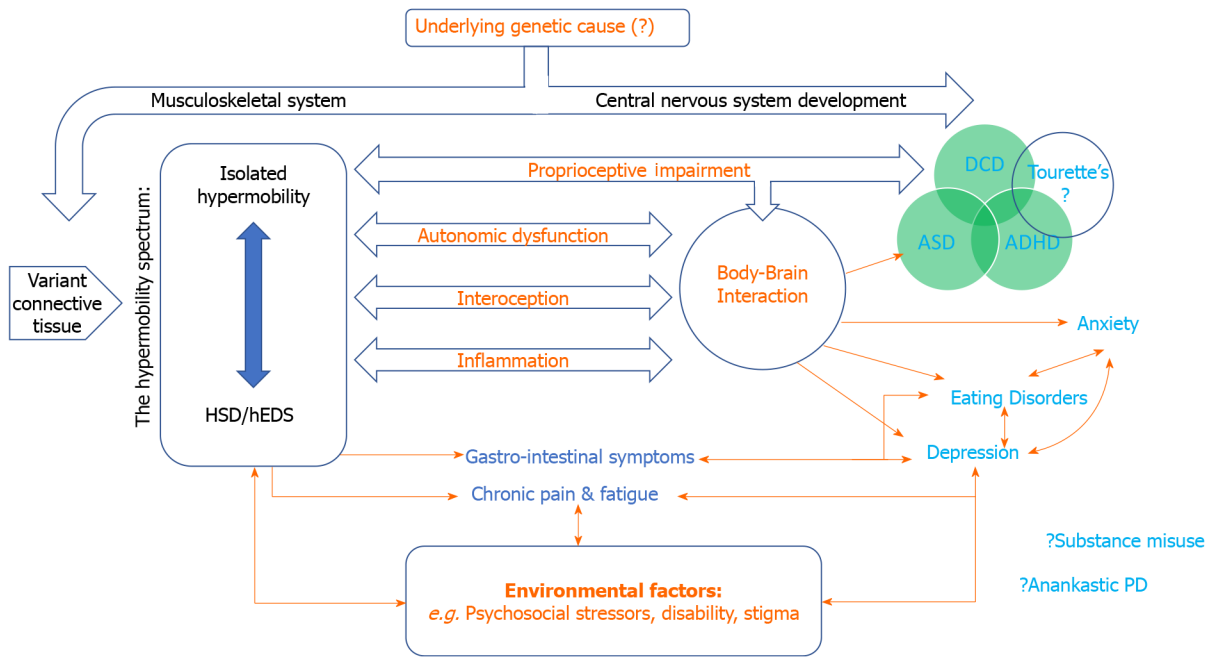 Underlying genetic cause (?)
Musculoskeletal system
Central nervous system development
The hypermobility spectrum:
Isolated
hypermobility
HSD/hEDS
Variant
connective
tissue
Proprioceptive impairment
Autonomic dysfunction
Interoception
Inflammation
Body-Brain
Interaction
DCD
Tourette's
?
ASD
ADHD
Anxiety
Eating Disorders
Depression
Gastro-intestinal symptoms
Chronic pain & fatigue
Environmental factors:
e.g. Psychosocial stressors, disability, stigma
?Substance misuse
?Anankastic PD